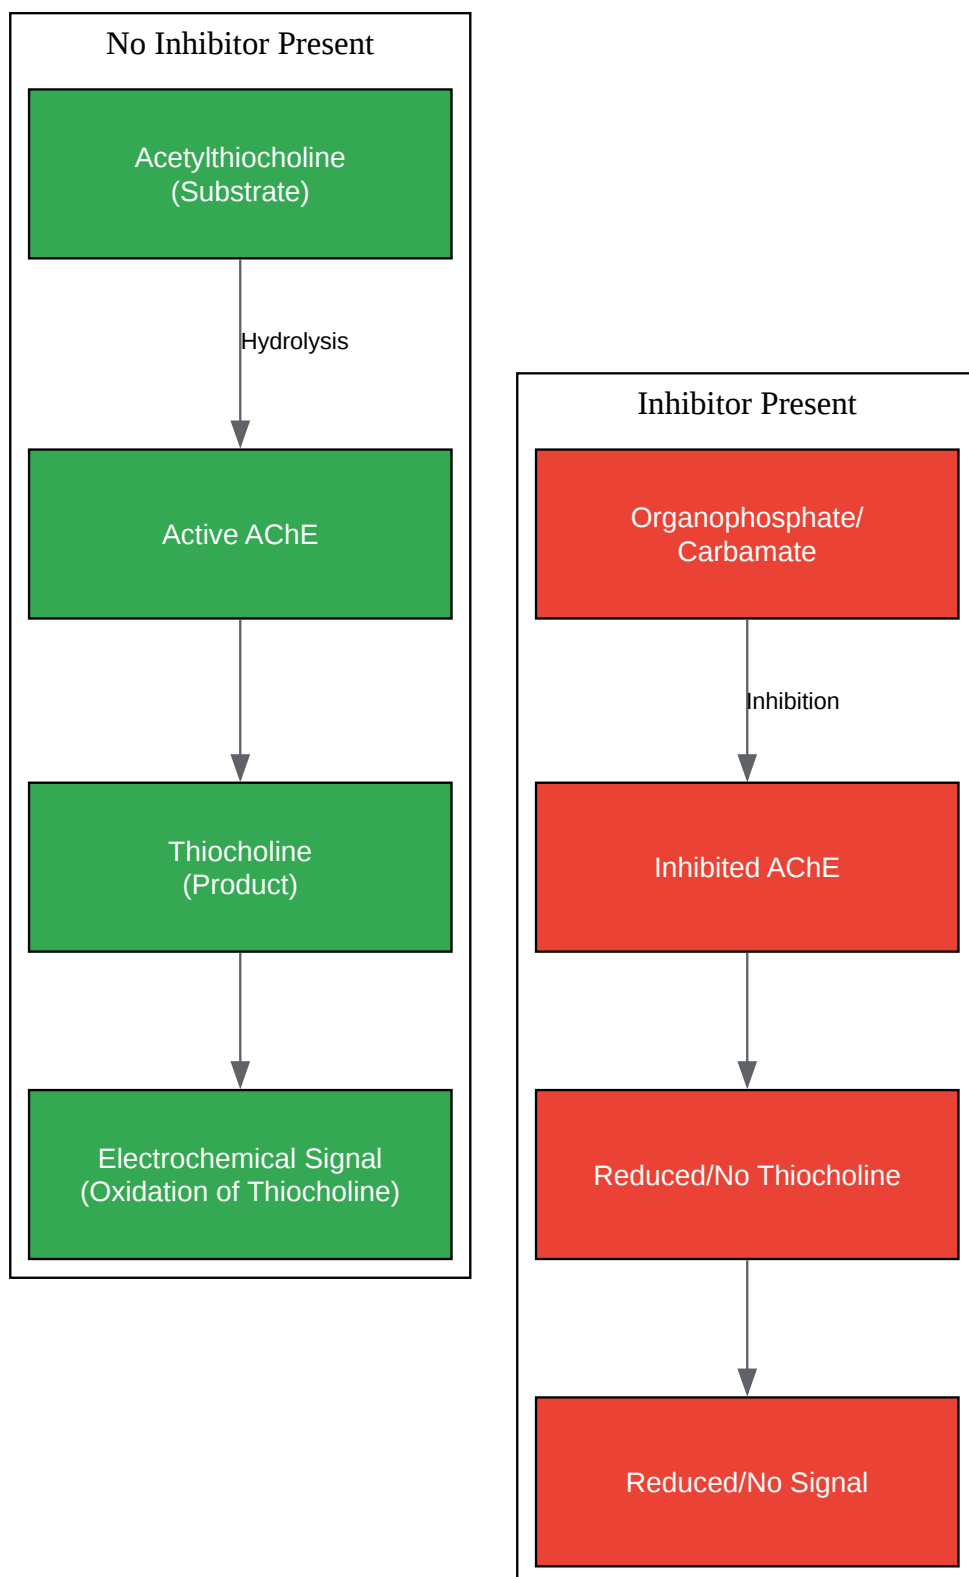 No Inhibitor Present
Acetylthiocholine
(Substrate)
Hydrolysis
Active AChE
Thiocholine
(Product)
Electrochemical Signal
(Oxidation of Thiocholine)
Inhibitor Present
Organophosphate/
Carbamate
Inhibition
Inhibited AChE
Reduced/No Thiocholine
Reduced/No Signal